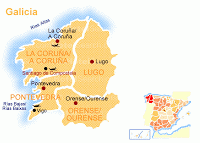 Galicia
Rías Altas
La Coruña/
A Coruña
LA CORUÑA/
A CORUÑA
Lugo
LUGO
Santiago de Compostela
Pontevedra
PONTEVEDRA
Rías Bajas/
Rías Baixas
Vigo
Orense/Ourense
ORENSE/
OURENSE